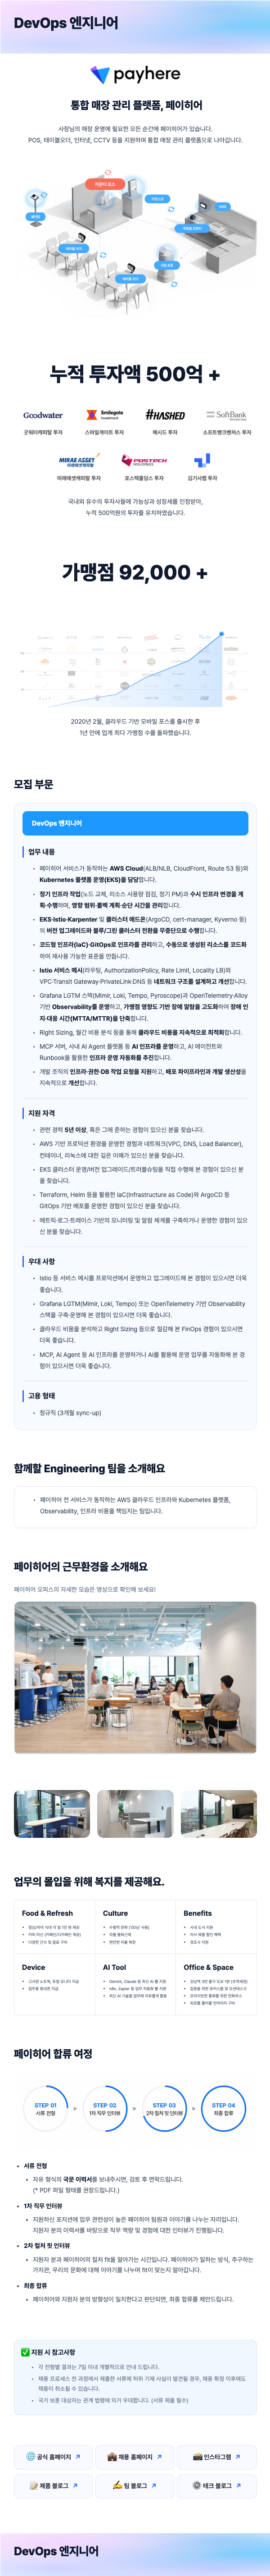 DevOps 엔지니어
payhere
통합 매장 관리 플랫폼, 페이히어
사장님의 매장 운영에 필요한 모든 순간에 페이히어가 있습니다.
POS, 테이블오더, 인터넷, CCTV 등을 지원하여 통합 매장 관리 플랫폼으로 나아갑니다.
누적 투자액 500억 +
Goodwater
Smilegate
Investment
#HASHED
SoftBank
굿워터캐피탈 투자
스마일게이트 투자
해시드 투자
소프트뱅크벤처스 투자
MIRAE ASSET
미래에셋캐피탈
POSTECH
HOLDINGS
미래에셋캐피탈 투자
포스텍홀딩스 투자
김기사랩 투자
국내외 유수의 투자사들에 가능성과 성장세를 인정받아,
누적 500억원의 투자를 유치하였습니다.
가맹점 92,000 +
2020년 2월, 클라우드 기반 모바일 포스를 출시한 후
1년 만에 업계 최다 가맹점 수를 돌파했습니다.
모집 부문
DevOps 엔지니어
업무 내용
• 페이히어 서비스가 동작하는 AWS Cloud(ALB/NLB, CloudFront, Route 53 등)와
Kubernetes 플랫폼 운영(EKS)을 담당합니다.
• 정기 인프라 작업(노드 교체, 리소스 사용량 점검, 정기 PM)과 수시 인프라 변경을 계
획·수행하며, 영향 범위·롤백 계획·순단 시간을 관리합니다.
• EKS·Istio·Karpenter 및 클러스터 애드온(ArgoCD, cert-manager, Kyverno 등)
의 버전 업그레이드와 블루/그린 클러스터 전환을 무중단으로 수행합니다.
• 코드형 인프라(IaC)·GitOps로 인프라를 관리하고, 수동으로 생성된 리소스를 코드화
하여 재사용 가능한 표준을 만듭니다.
• Istio 서비스 메시(라우팅, AuthorizationPolicy, Rate Limit, Locality LB)와
VPC·Transit Gateway·PrivateLink·DNS 등 네트워크 구조를 설계하고 개선합니다.
• Grafana LGTM 스택(Mimir, Loki, Tempo, Pyroscope)과 OpenTelemetry·Alloy
기반 Observability를 운영하고, 가맹점 영향도 기반 장애 알람을 고도화하여 장애 인
지·대응 시간(MTTA/MTTR)을 단축합니다.
• Right Sizing, 월간 비용 분석 등을 통해 클라우드 비용을 지속적으로 최적화합니다.
• MCP 서버, 사내 AI Agent 플랫폼 등 AI 인프라를 운영하고, AI 에이전트와
Runbook을 활용한 인프라 운영 자동화를 추진합니다.
• 개발 조직의 인프라·권한·DB 작업 요청을 지원하고, 배포 파이프라인과 개발 생산성을
지속적으로 개선합니다.
지원 자격
• 관련 경력 5년 이상, 혹은 그에 준하는 경험이 있으신 분을 찾습니다.
• AWS 기반 프로덕션 환경을 운영한 경험과 네트워크(VPC, DNS, Load Balancer),
컨테이너, 리눅스에 대한 깊은 이해가 있으신 분을 찾습니다.
• EKS 클러스터 운영/버전 업그레이드/트러블슈팅을 직접 수행해 본 경험이 있으신 분
을 찾습니다.
• Terraform, Helm 등을 활용한 IaC(Infrastructure as Code)와 ArgoCD 등
GitOps 기반 배포를 운영한 경험이 있으신 분을 찾습니다.
• 메트릭·로그·트레이스 기반의 모니터링 및 알람 체계를 구축하거나 운영한 경험이 있으
신 분을 찾습니다.
우대 사항
• Istio 등 서비스 메시를 프로덕션에서 운영하고 업그레이드해 본 경험이 있으시면 더욱
좋습니다.
• Grafana LGTM(Mimir, Loki, Tempo) 또는 OpenTelemetry 기반 Observability
스택을 구축·운영해 본 경험이 있으시면 더욱 좋습니다.
• 클라우드 비용을 분석하고 Right Sizing 등으로 절감해 본 FinOps 경험이 있으시면
더욱 좋습니다.
• MCP, AI Agent 등 AI 인프라를 운영하거나 AI를 활용해 운영 업무를 자동화해 본 경
험이 있으시면 더욱 좋습니다.
고용 형태
• 정규직 (3개월 sync-up)
함께할 Engineering 팀을 소개해요
• 페이히어 전 서비스가 동작하는 AWS 클라우드 인프라와 Kubernetes 플랫폼,
Observability, 인프라 비용을 책임지는 팀입니다.
페이히어의 근무환경을 소개해요
페이히어 오피스의 자세한 모습은 영상으로 확인해 보세요!
업무의 몰입을 위해 복지를 제공해요.
Food & Refresh
Culture
Benefits
Device
AI Tool
Office & Space
페이히어 합류 여정
STEP 01
서류 전형
STEP 02
1차 직무 인터뷰
STEP 03
2차 컬처 핏 인터뷰
STEP 04
최종 합류
• 서류 전형
• 자유 형식의 국문 이력서를 보내주시면, 검토 후 연락드립니다.
(* PDF 파일 형태를 권장드립니다.)
• 1차 직무 인터뷰
• 지원하신 포지션에 업무 관련성이 높은 페이히어 팀원과 이야기를 나누는 자리입니다.
지원자 분의 이력서를 바탕으로 직무 역량 및 경험에 대한 인터뷰가 진행됩니다.
• 2차 컬처 핏 인터뷰
• 지원자 분과 페이히어의 컬처 fit을 알아가는 시간입니다. 페이히어가 일하는 방식, 추구하는
가치관, 우리의 문화에 대해 이야기를 나누며 fit이 맞는지 알아갑니다.
• 최종 합류
• 페이히어와 지원자 분의 방향성이 일치한다고 판단되면, 최종 합류를 제안드립니다.
✅ 지원 시 참고사항
• 각 전형별 결과는 7일 이내 개별적으로 안내 드립니다.
• 채용 프로세스 전 과정에서 제출한 서류에 허위 기재 사실이 발견될 경우, 채용 확정 이후에도
채용이 취소될 수 있습니다.
• 국가 보훈 대상자는 관계 법령에 의거 우대합니다. (서류 제출 필수)
공식 홈페이지 ↗
채용 홈페이지 ↗
인스타그램 ↗
제품 블로그 ↗
팀 블로그 ↗
테크 블로그 ↗
DevOps 엔지니어